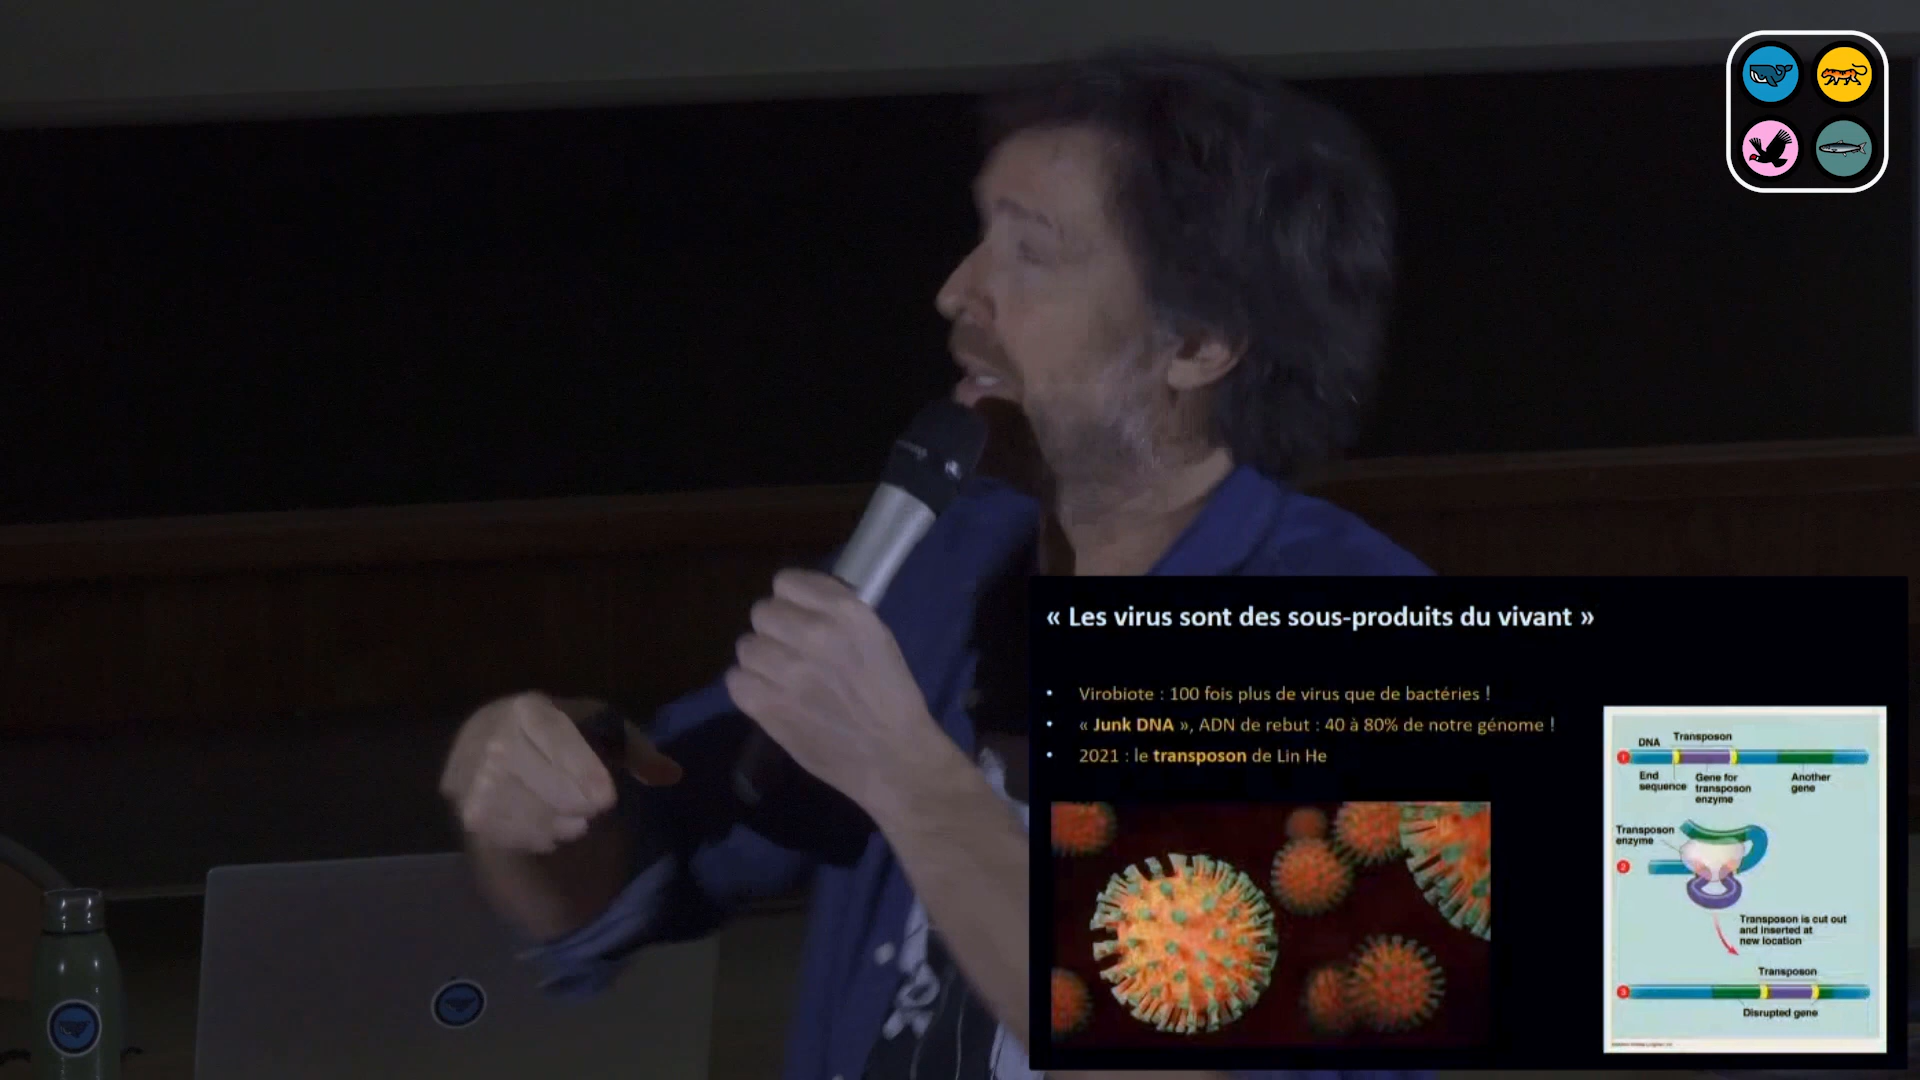 « Les virus sont des sous-produits du vivant »
• Virobiote : 100 fois plus de virus que de bactéries !
• « Junk DNA », ADN de rebut : 40 à 80% de notre génome !
• 2021 : le transposon de Lin He
DNA Transposon
End sequence
Gene for transposon enzyme
Another gene
Transposon enzyme
Transposon is cut out
and inserted at
new location
Transposon
Disrupted gene
1
2
3